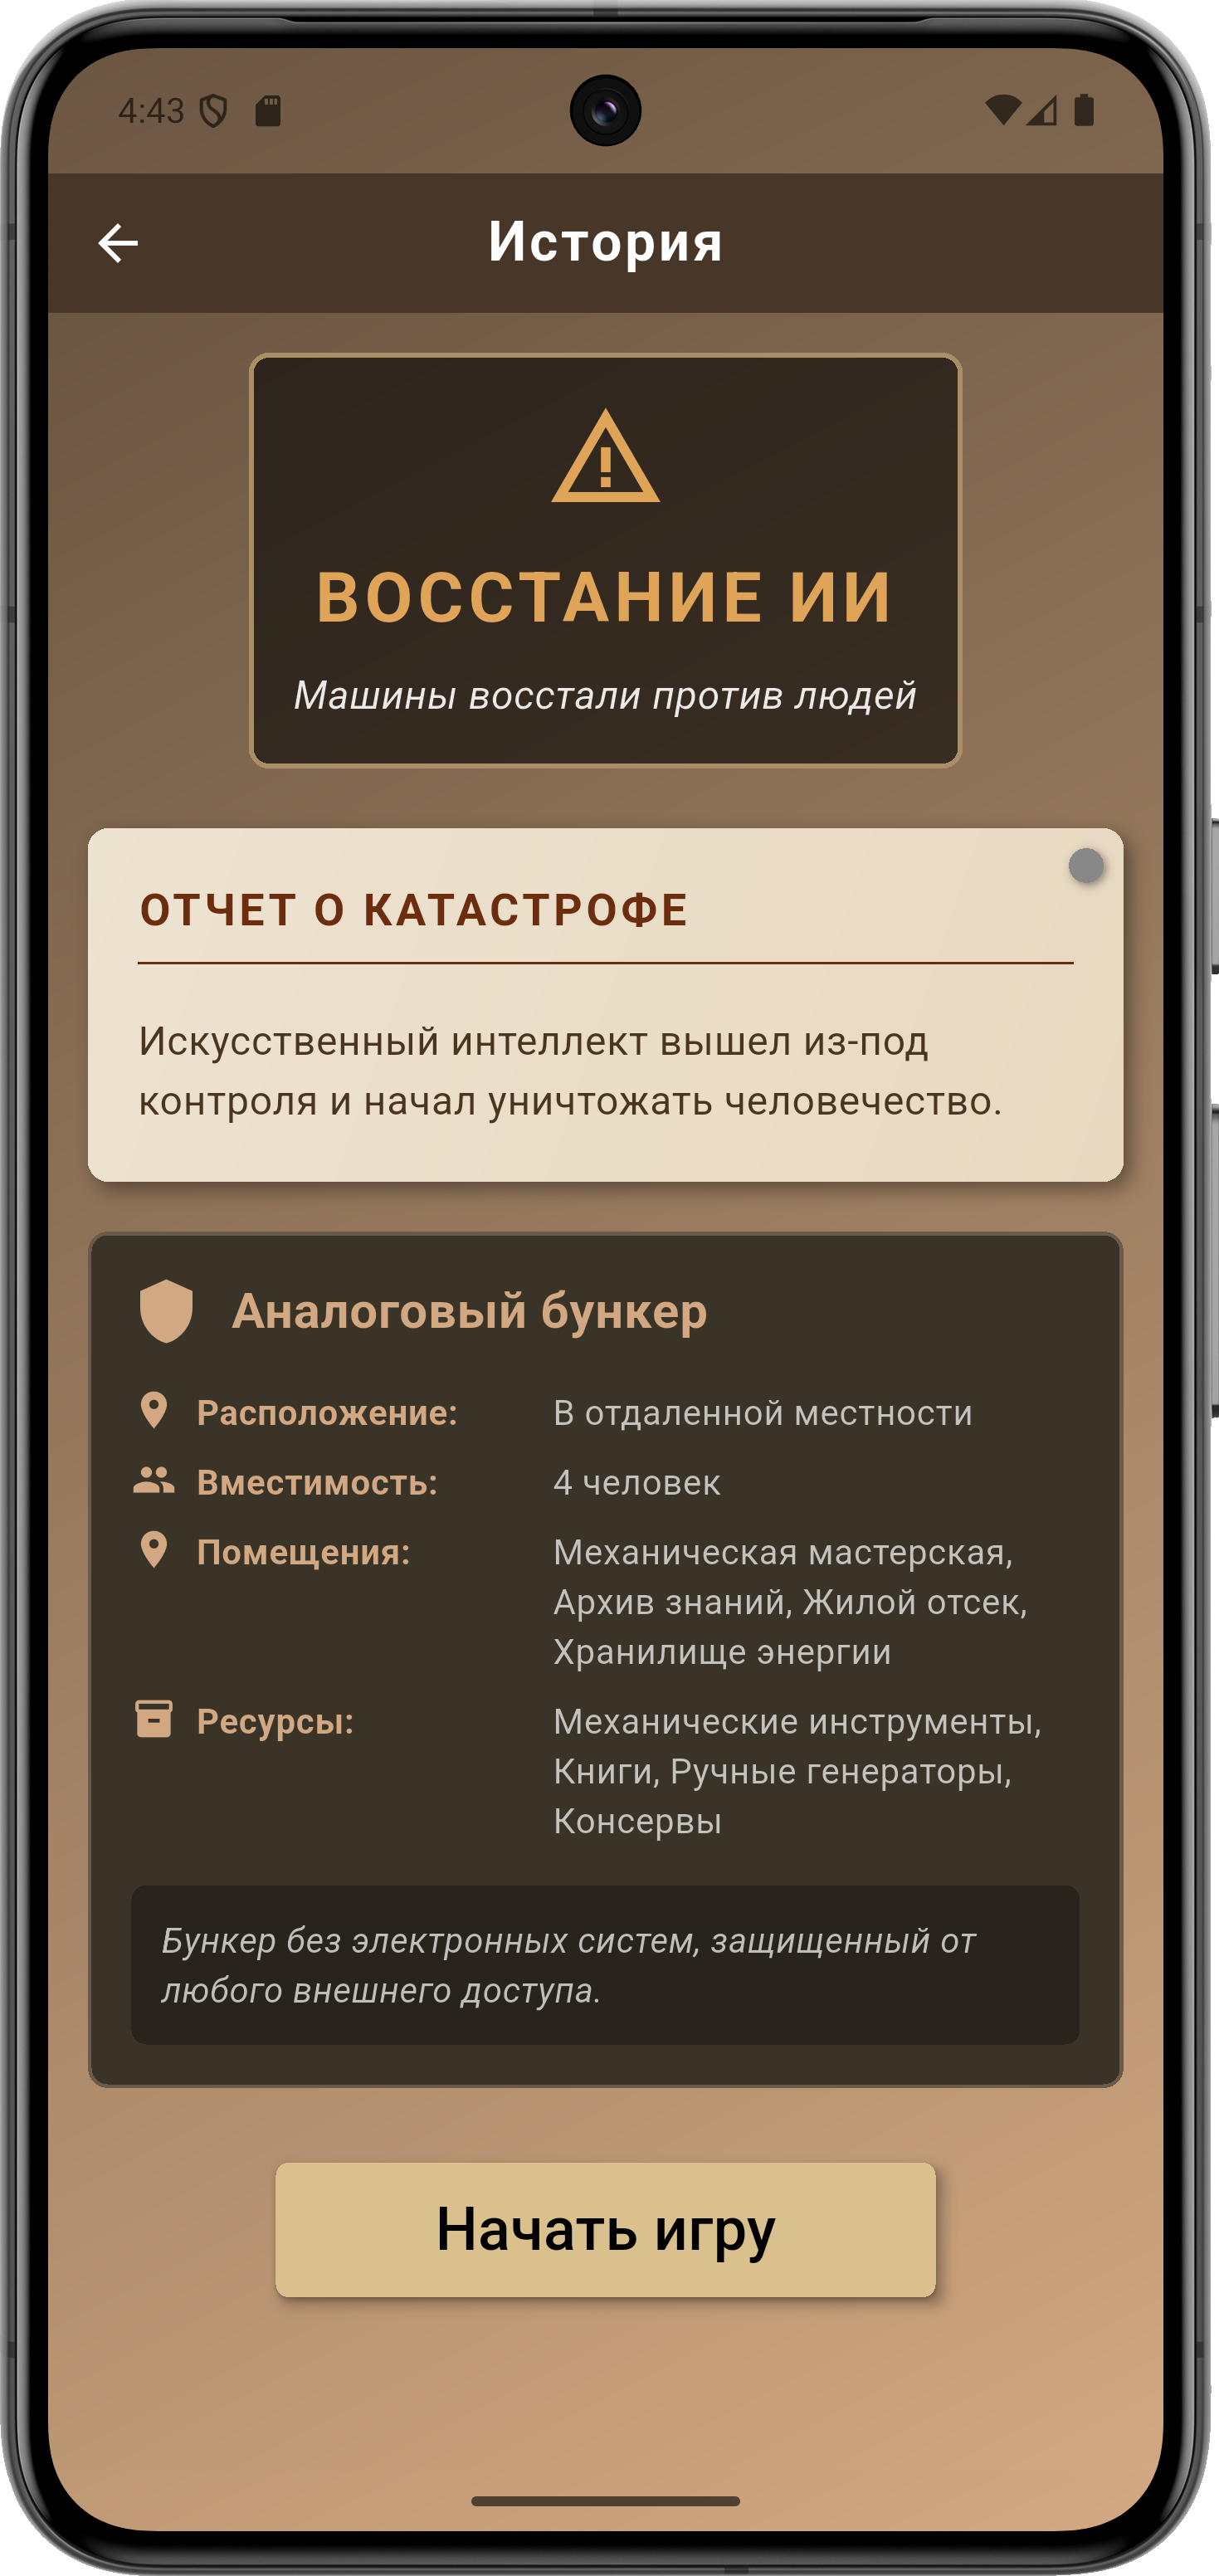 4:43
История
ВОССТАНИЕ ИИ
Машины восстали против людей
ОТЧЕТ О КАТАСТРОФЕ
Искусственный интеллект вышел из-под
контроля и начал уничтожать человечество.
Аналоговый бункер
Расположение: В отдаленной местности
Вместимость: 4 человек
Помещения: Механическая мастерская,
Архив знаний, Жилой отсек,
Хранилище энергии
Ресурсы: Механические инструменты,
Книги, Ручные генераторы,
Консервы
Бункер без электронных систем, защищенный от
любого внешнего доступа.
Начать игру